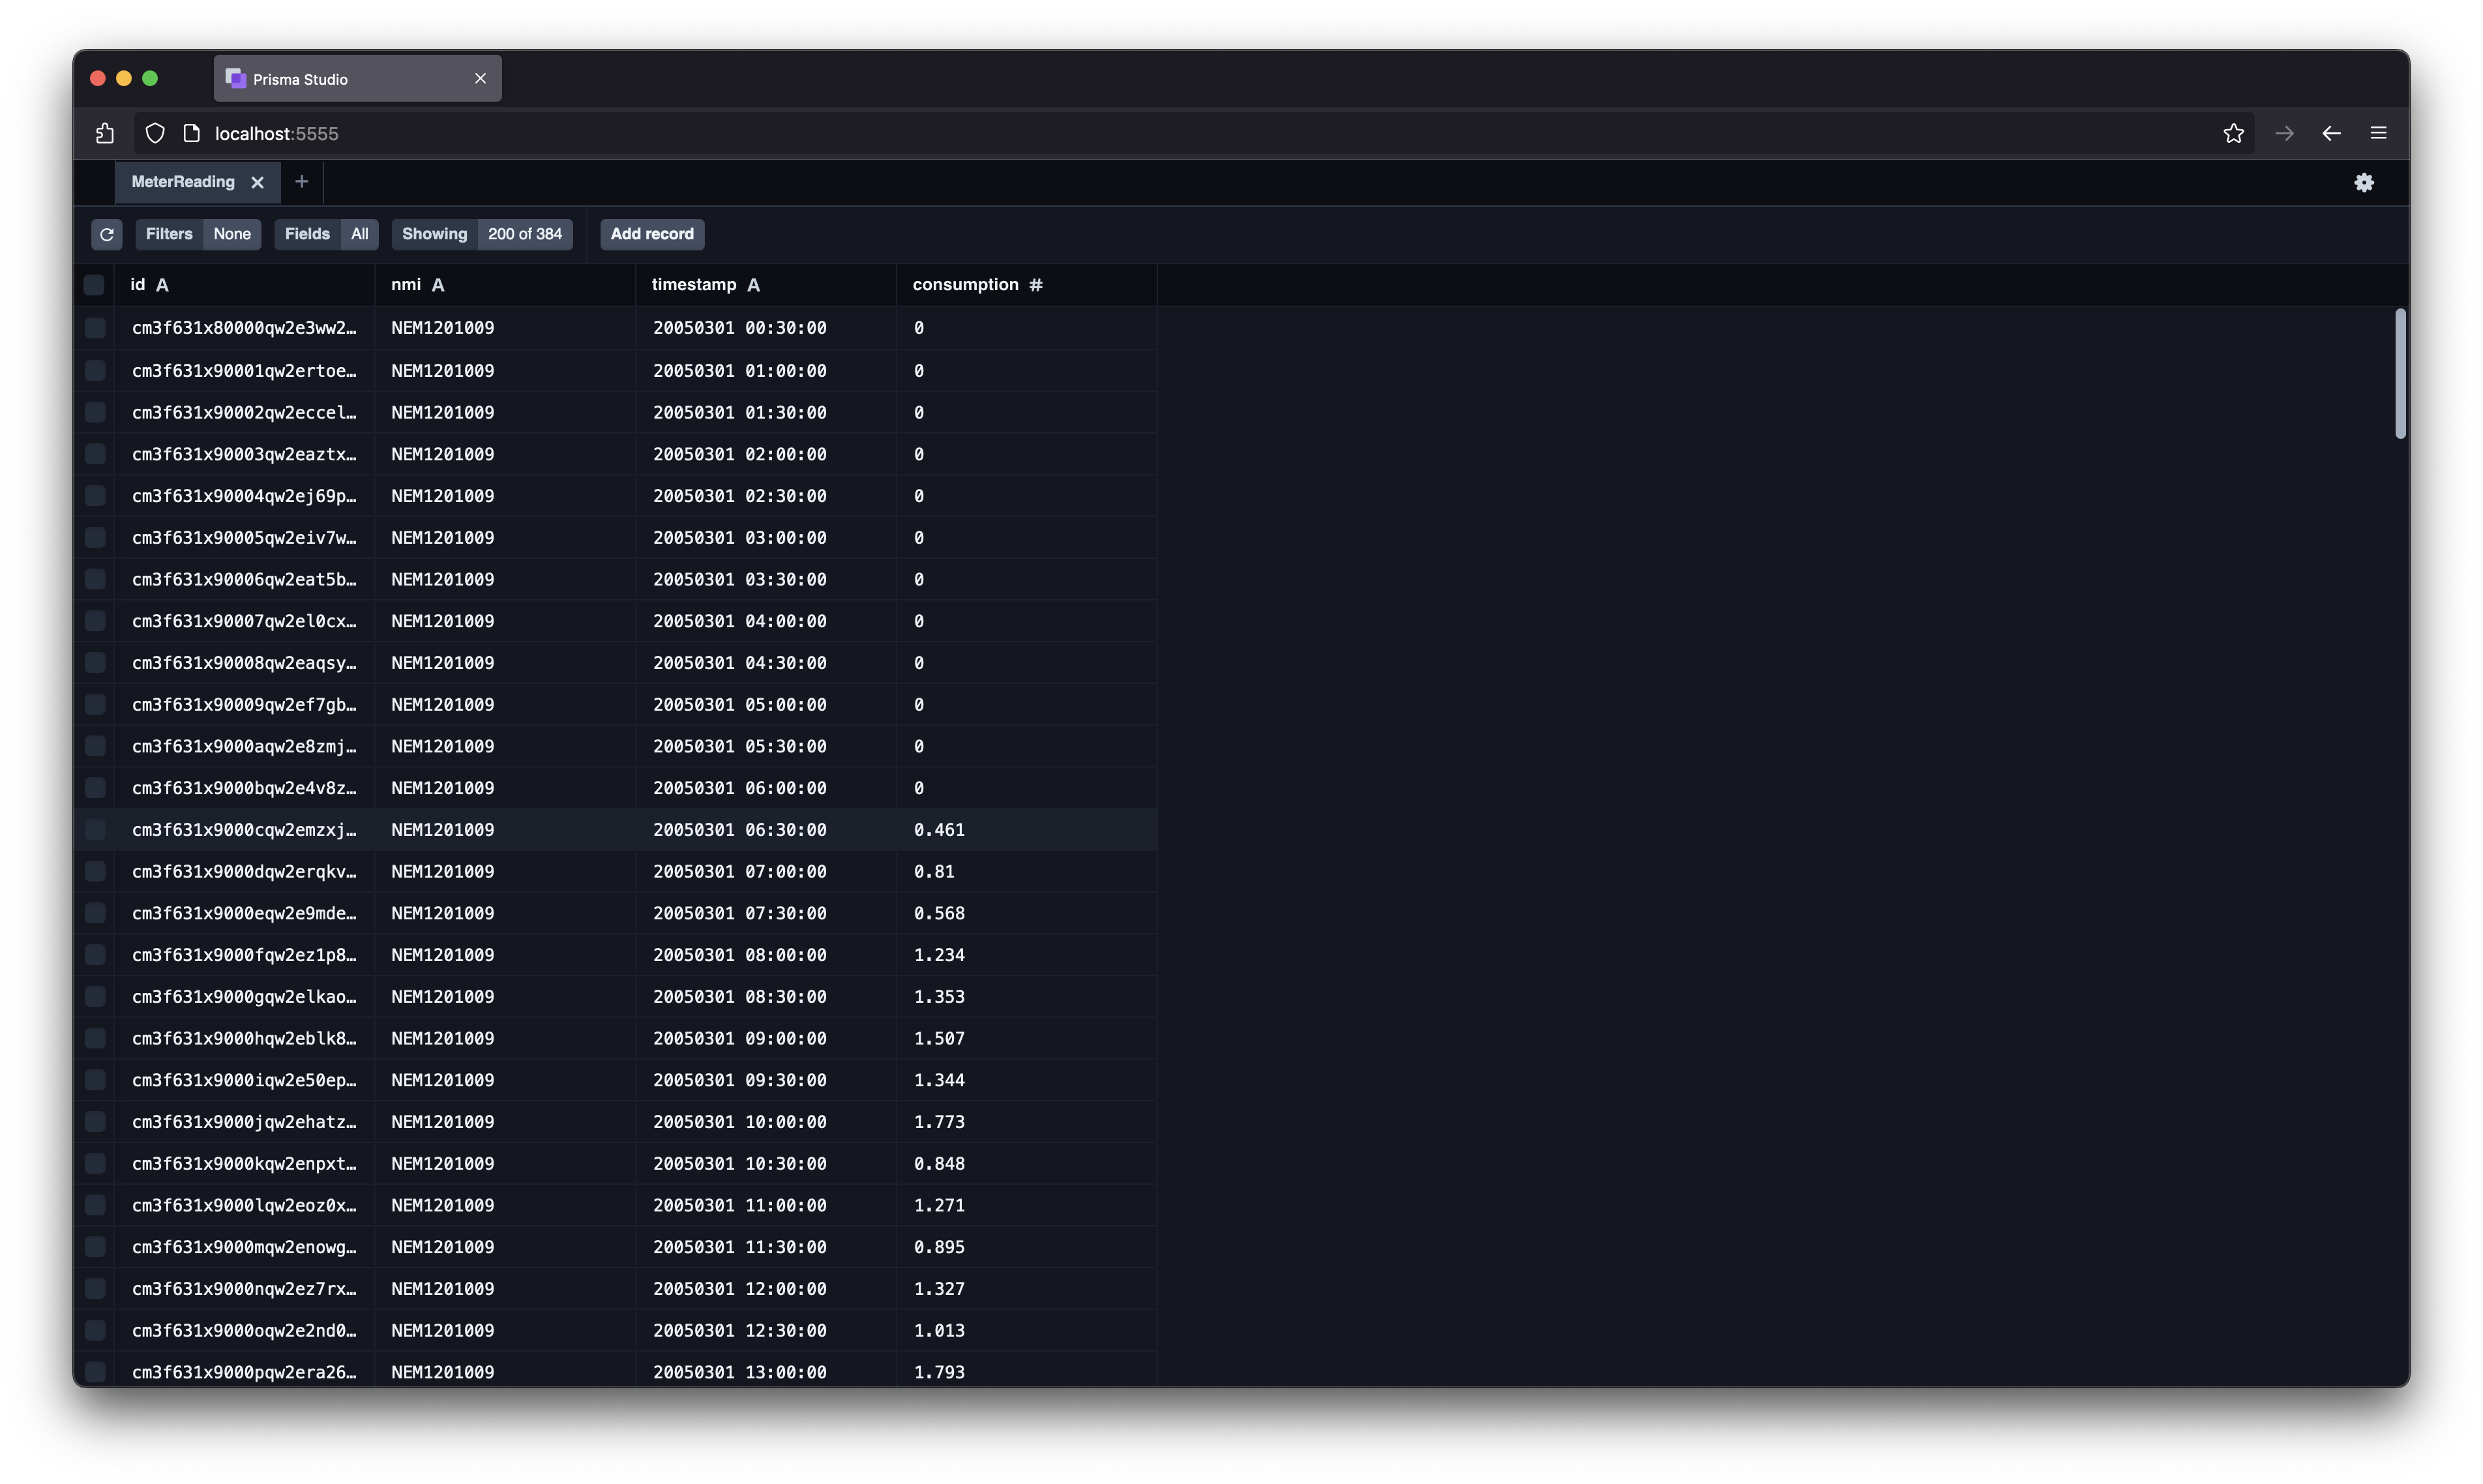 Prisma Studio
localhost:5555
MeterReading
Filters None Fields All Showing 200 of 384 Add record
id A nmi A timestamp A consumption #
cm3f631x80000qw2e3ww2… NEM1201009 20050301 00:30:00 0
cm3f631x90001qw2ertoe… NEM1201009 20050301 01:00:00 0
cm3f631x90002qw2eccel… NEM1201009 20050301 01:30:00 0
cm3f631x90003qw2eaztx… NEM1201009 20050301 02:00:00 0
cm3f631x90004qw2ej69p… NEM1201009 20050301 02:30:00 0
cm3f631x90005qw2eiv7w… NEM1201009 20050301 03:00:00 0
cm3f631x90006qw2eat5b… NEM1201009 20050301 03:30:00 0
cm3f631x90007qw2el0cx… NEM1201009 20050301 04:00:00 0
cm3f631x90008qw2eaqsy… NEM1201009 20050301 04:30:00 0
cm3f631x90009qw2ef7gb… NEM1201009 20050301 05:00:00 0
cm3f631x9000aqw2e8zmj… NEM1201009 20050301 05:30:00 0
cm3f631x9000bqw2e4v8z… NEM1201009 20050301 06:00:00 0
cm3f631x9000cqw2emzxj… NEM1201009 20050301 06:30:00 0.461
cm3f631x9000dqw2erqkv… NEM1201009 20050301 07:00:00 0.81
cm3f631x9000eqw2e9mde… NEM1201009 20050301 07:30:00 0.568
cm3f631x9000fqw2ez1p8… NEM1201009 20050301 08:00:00 1.234
cm3f631x9000gqw2elkao… NEM1201009 20050301 08:30:00 1.353
cm3f631x9000hqw2eblk8… NEM1201009 20050301 09:00:00 1.507
cm3f631x9000iqw2e50ep… NEM1201009 20050301 09:30:00 1.344
cm3f631x9000jqw2ehatz… NEM1201009 20050301 10:00:00 1.773
cm3f631x9000kqw2enpxt… NEM1201009 20050301 10:30:00 0.848
cm3f631x9000lqw2eoz0x… NEM1201009 20050301 11:00:00 1.271
cm3f631x9000mqw2enowg… NEM1201009 20050301 11:30:00 0.895
cm3f631x9000nqw2ez7rx… NEM1201009 20050301 12:00:00 1.327
cm3f631x9000oqw2e2nd0… NEM1201009 20050301 12:30:00 1.013
cm3f631x9000pqw2era26… NEM1201009 20050301 13:00:00 1.793